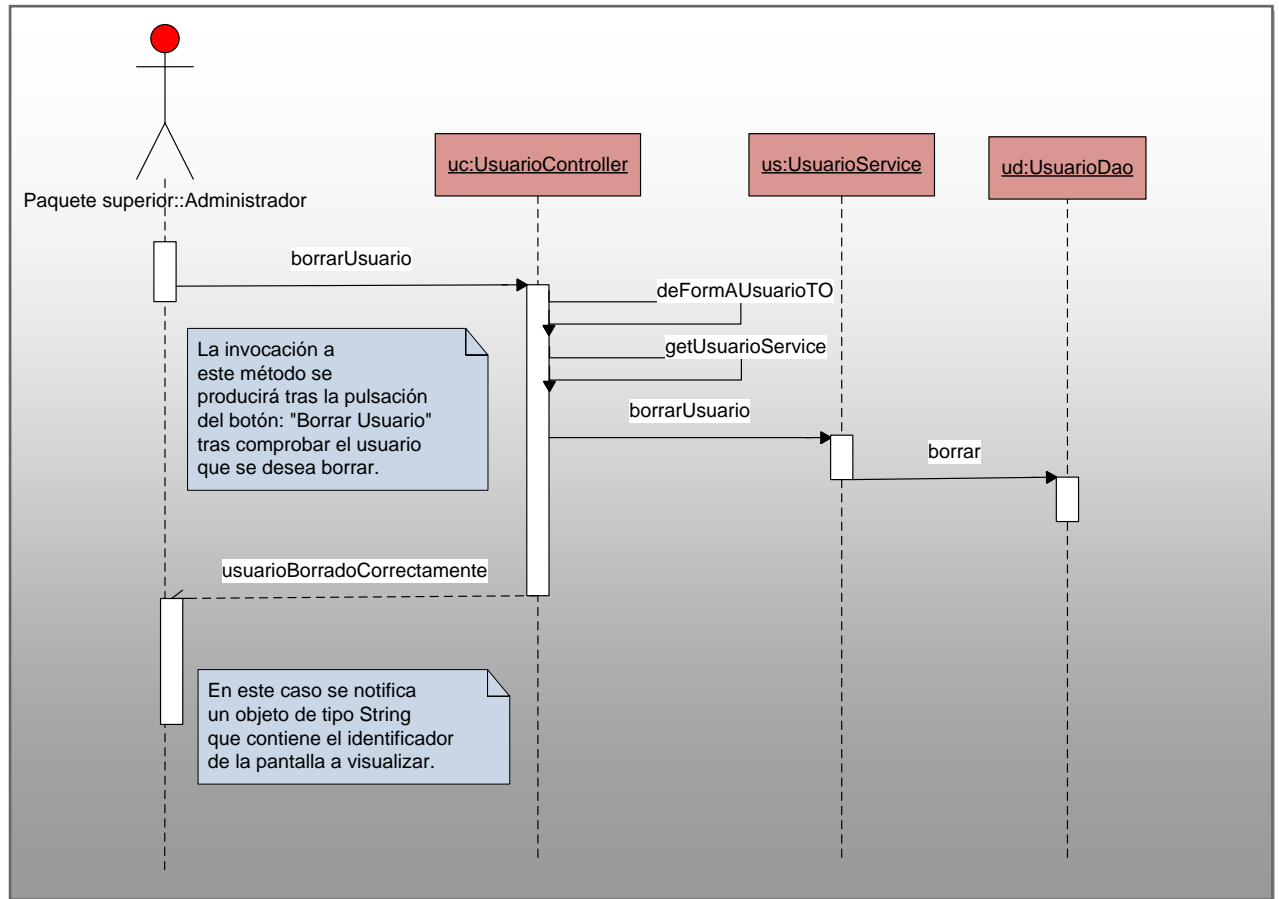 uc:UsuarioController
us:UsuarioService
ud:UsuarioDao
Paquete superior::Administrador
borrarUsuario
deFormAUsuarioTO
getUsuarioService
La invocación a
este método se
producirá tras la pulsación
del botón: "Borrar Usuario"
tras comprobar el usuario
que se desea borrar.
borrarUsuario
borrar
usuarioBorradoCorrectamente
En este caso se notifica
un objeto de tipo String
que contiene el identificador
de la pantalla a visualizar.